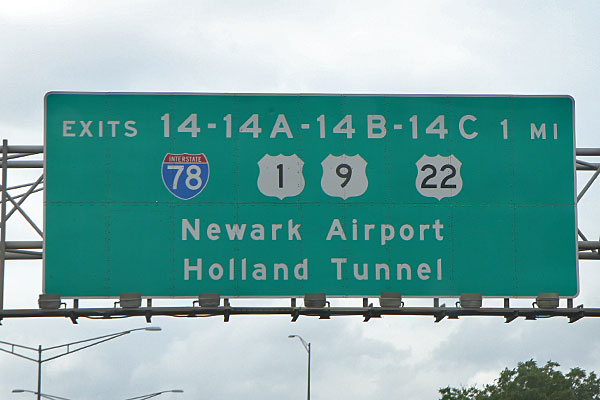 EXITS 14-14A-14B-14C 1 MI
INTERSTATE
78 1 9 22
Newark Airport
Holland Tunnel